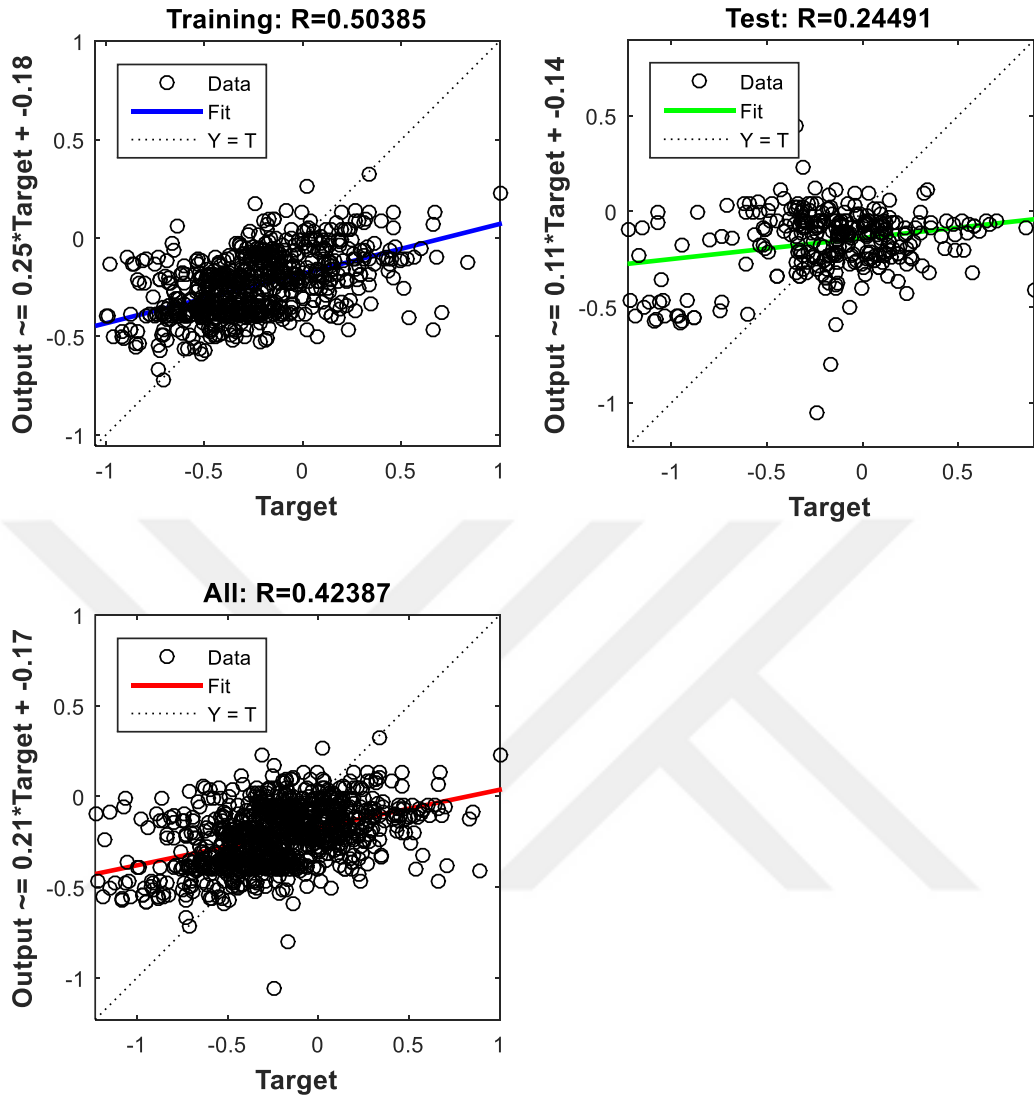 Training: R=0.50385
Output ~= 0.25*Target + -0.18
1
0.5
0
-0.5
-1
Data
Fit
Y = T
-1
-0.5
0
0.5
1
Target
Test: R=0.24491
Output ~= 0.11*Target + -0.14
0.5
0
-0.5
-1
Data
Fit
Y = T
-1
-0.5
0
0.5
Target
All: R=0.42387
Output ~= 0.21*Target + -0.17
1
0.5
0
-0.5
-1
Data
Fit
Y = T
-1
-0.5
0
0.5
1
Target